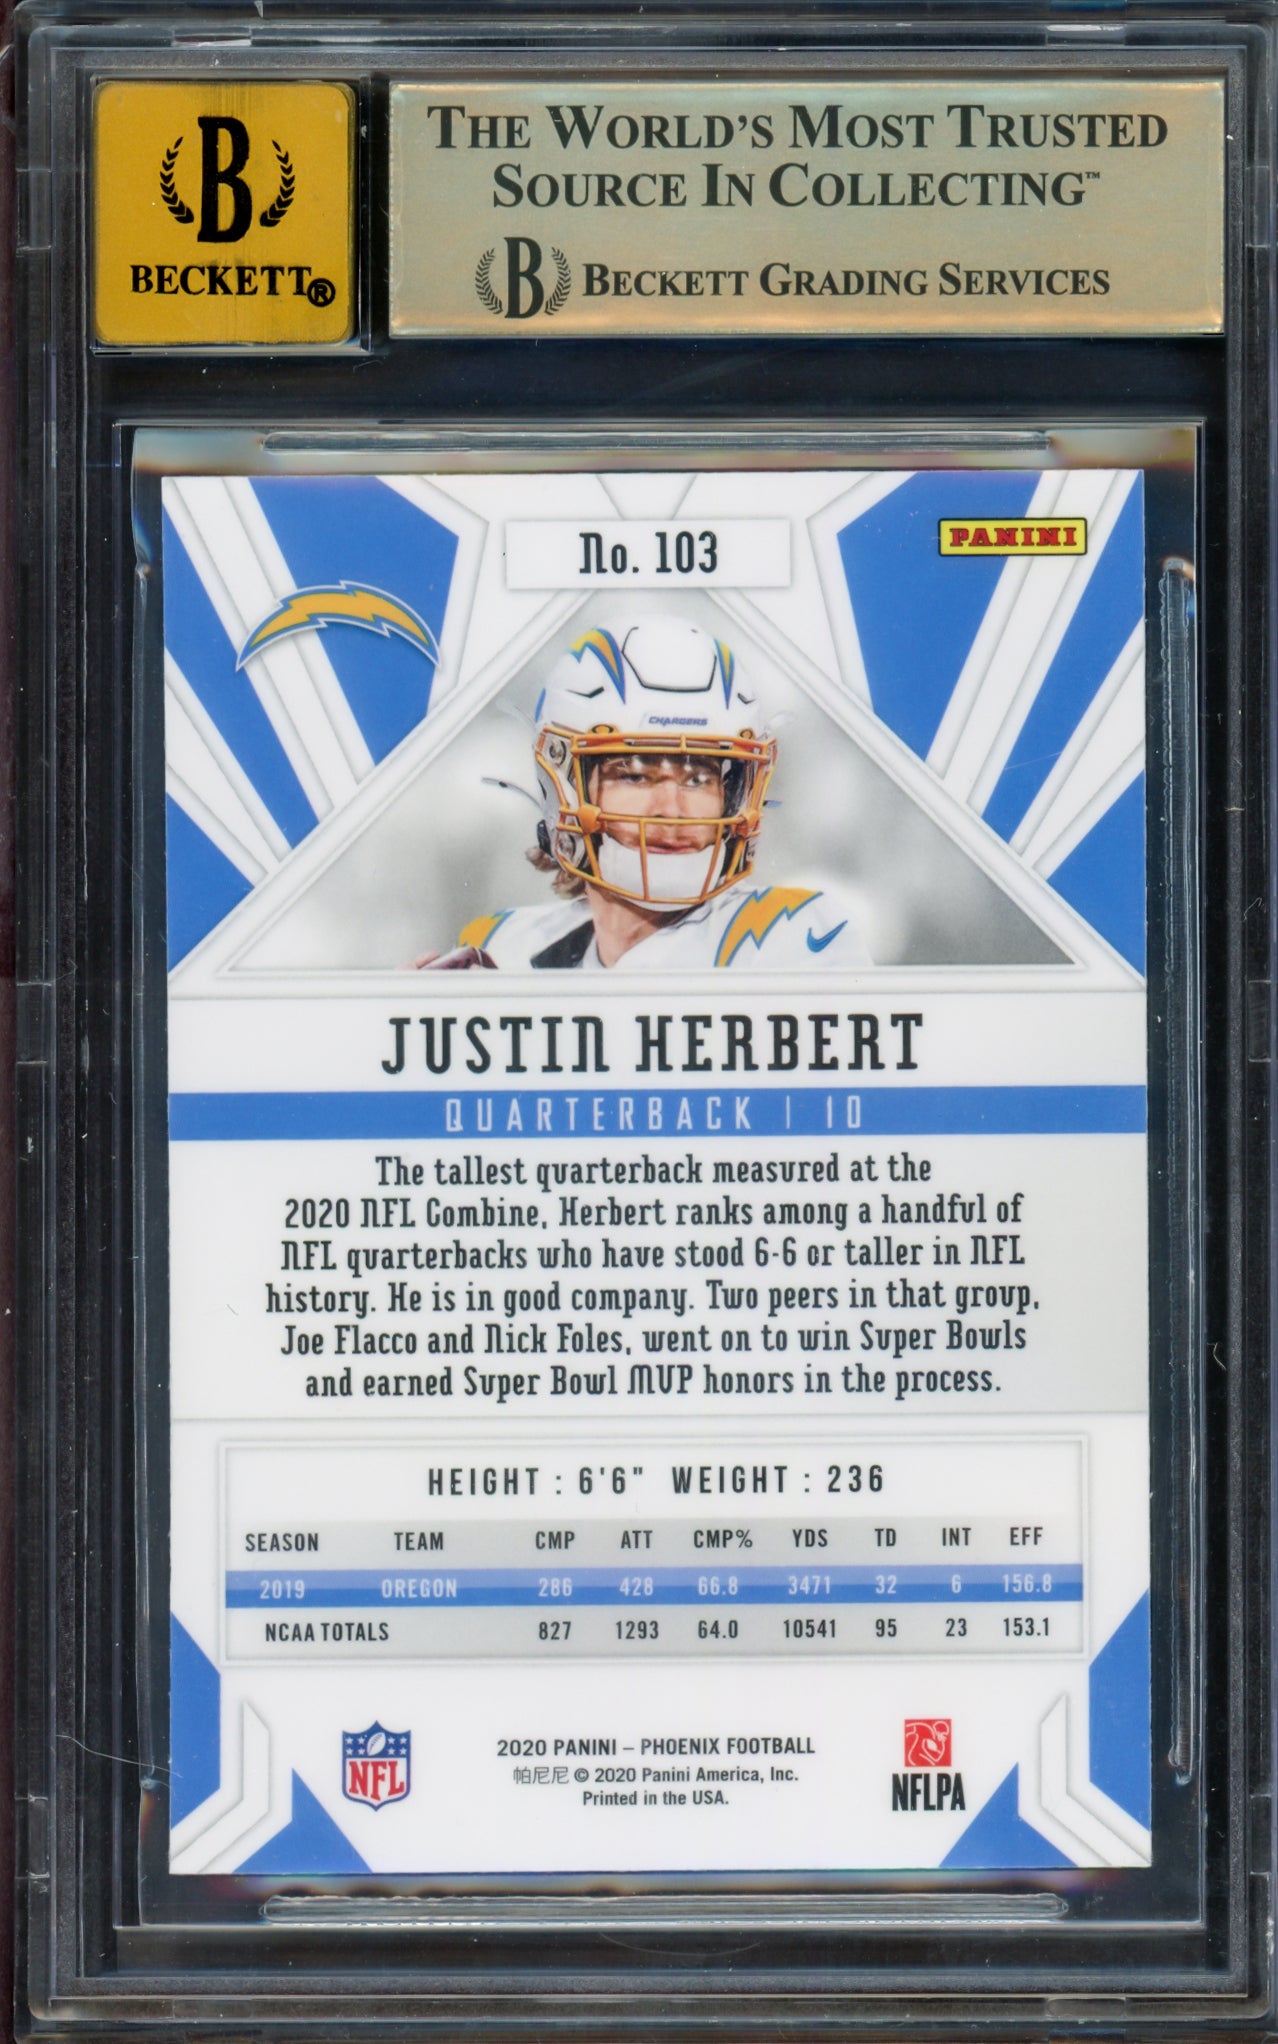 B
BECKETT®
THE WORLD'S MOST TRUSTED
SOURCE IN COLLECTING™
B BECKETT GRADING SERVICES
No. 103
PANINI
CHARGERS
JUSTIN HERBERT
QUARTERBACK | 10
The tallest quarterback measured at the
2020 NFL Combine, Herbert ranks among a handful of
NFL quarterbacks who have stood 6-6 or taller in NFL
history. He is in good company. Two peers in that group,
Joe Flacco and Nick Foles, went on to win Super Bowls
and earned Super Bowl MVP honors in the process.
HEIGHT : 6'6" WEIGHT : 236
SEASON TEAM CMP ATT CMP% YDS TD INT EFF
2019 OREGON 286 428 66.8 3471 32 6 156.8
NCAA TOTALS 827 1293 64.0 10541 95 23 153.1
NFL
2020 PANINI – PHOENIX FOOTBALL
帕尼尼 © 2020 Panini America, Inc.
Printed in the USA.
NFLPA